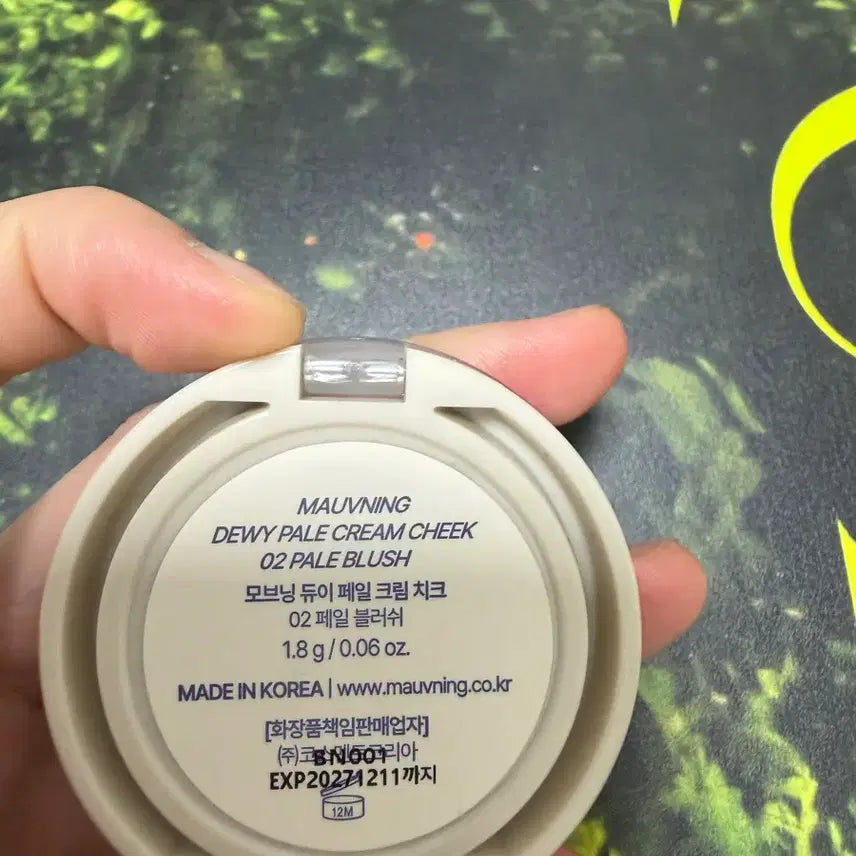 MAUVNING
DEWY PALE CREAM CHEEK
02 PALE BLUSH
모브닝 듀이 페일 크림 치크
02 페일 블러쉬
1.8 g / 0.06 oz.
MADE IN KOREA | www.mauvning.co.kr
[화장품책임판매업자]
BN001
EXP20271211까지
12M